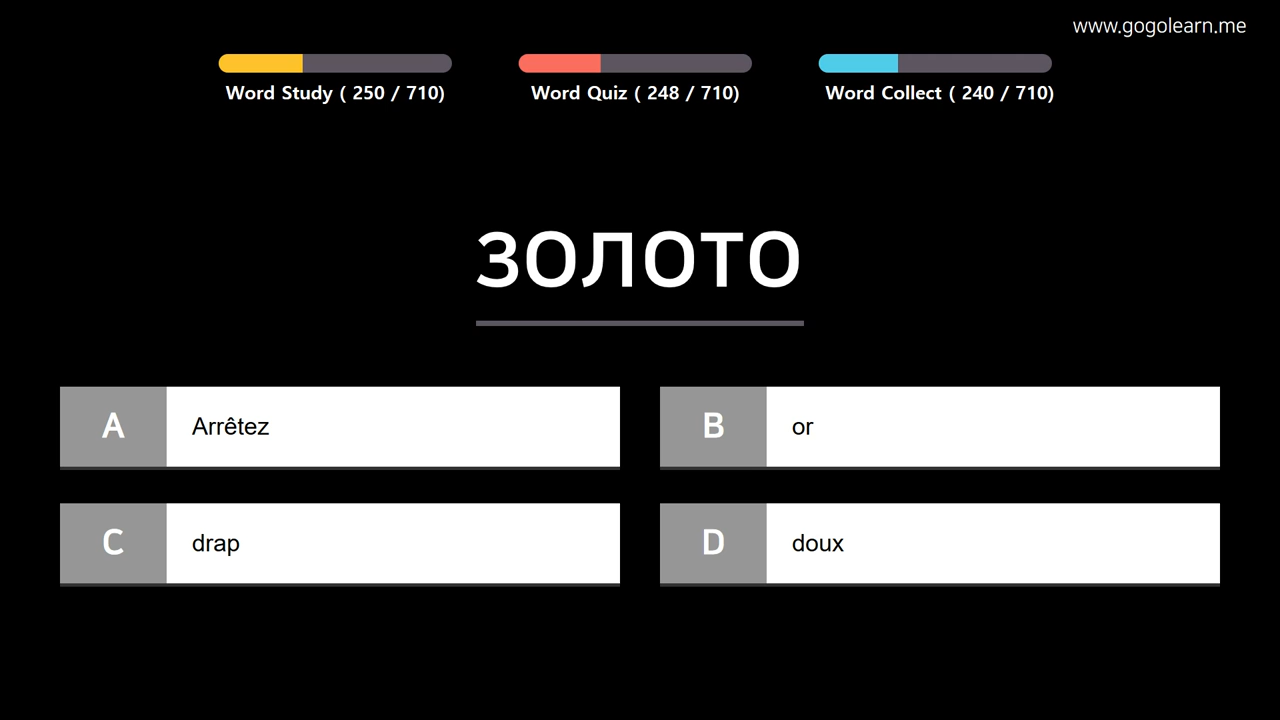 www.gogolearn.me
Word Study ( 250 / 710)
Word Quiz ( 248 / 710)
Word Collect ( 240 / 710)
золото
A Arrêtez
B or
C drap
D doux